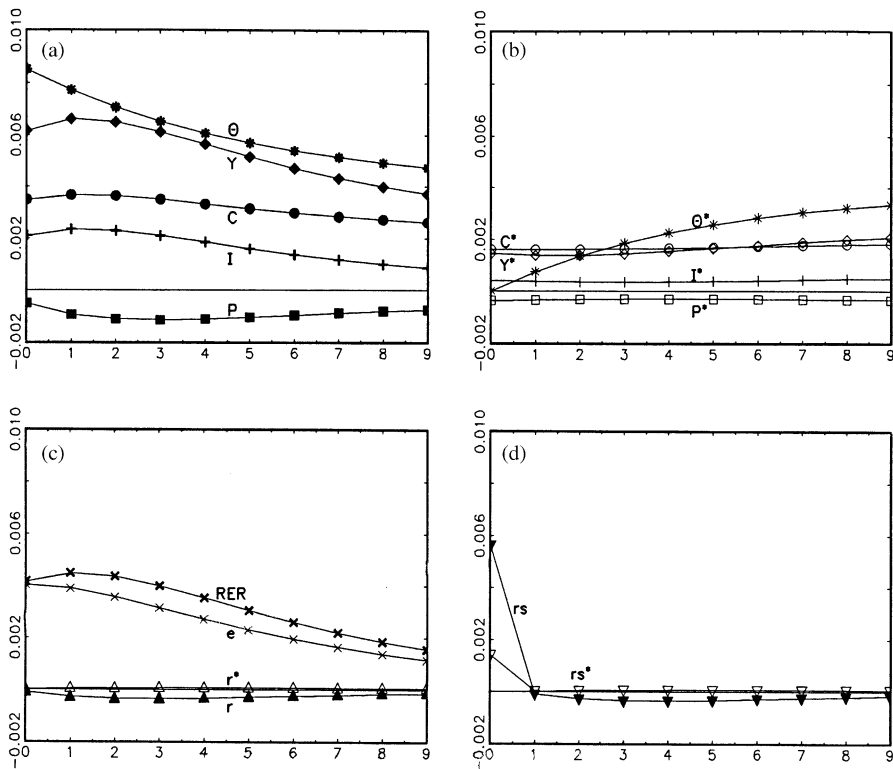 0.010
(a)
Θ
0.006
Y
C
0.002
I
P
-0.002
0 1 2 3 4 5 6 7 8 9
0.010
(b)
0.006
Θ*
C*
0.002
Y*
I*
P*
-0.002
0 1 2 3 4 5 6 7 8 9
0.010
(c)
0.006
RER
e
0.002
r*
r
-0.002
0 1 2 3 4 5 6 7 8 9
0.010
(d)
0.006
rs
0.002
rs*
-0.002
0 1 2 3 4 5 6 7 8 9